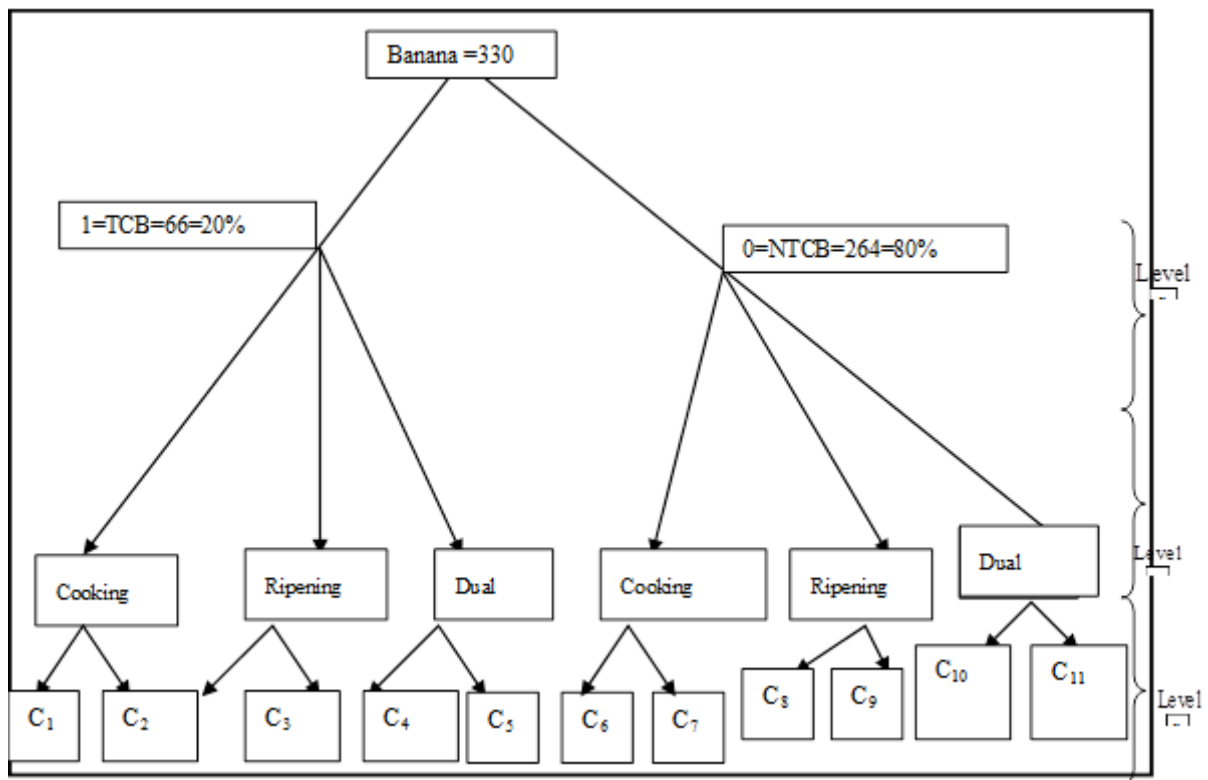 Banana =330
1=TCB=66=20%
0=NTCB=264=80%
Level
Cooking
Ripening
Dual
Cooking
Ripening
Dual
Level
C₁
C₂
C₃
C₄
C₅
C₆
C₇
C₈
C₉
C₁₀
C₁₁
Level